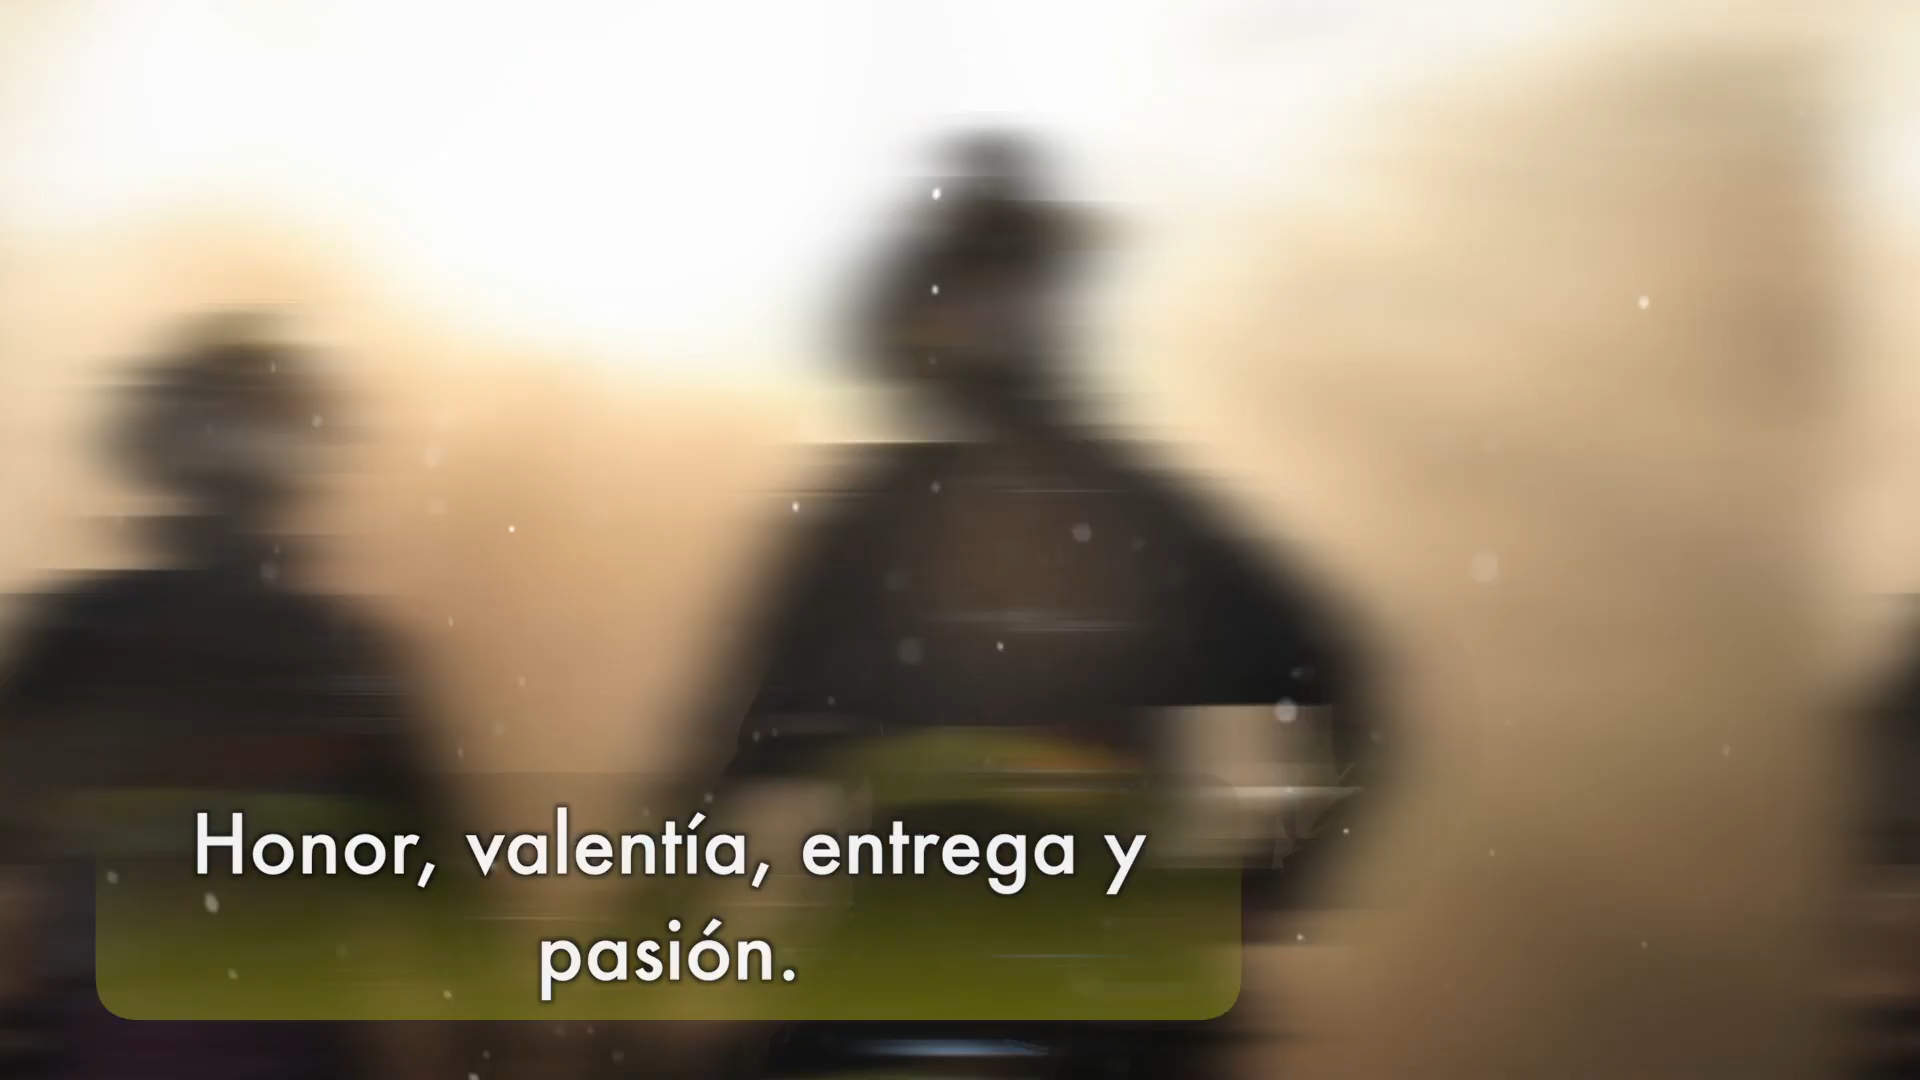 Honor, valentía, entrega y
pasión.